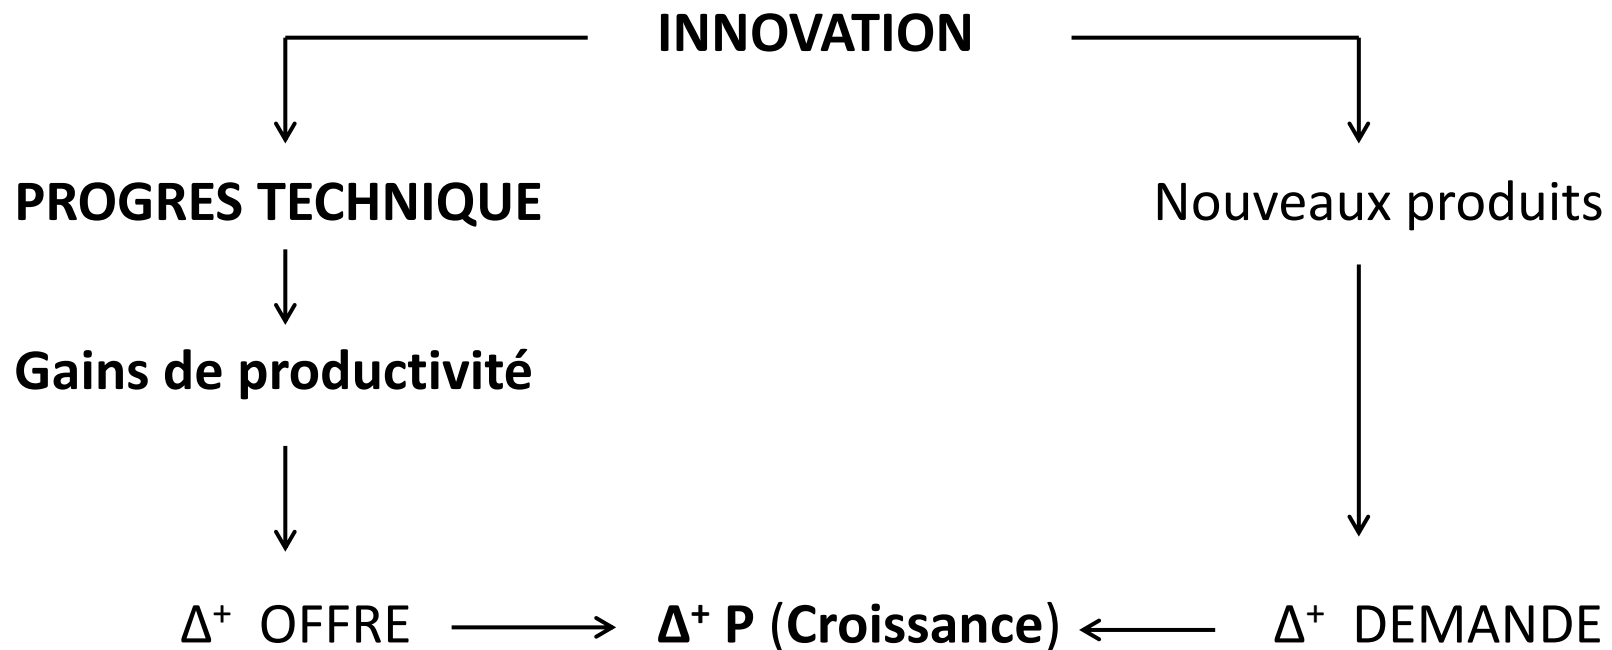 INNOVATION
PROGRES TECHNIQUE
Nouveaux produits
Gains de productivité
Δ⁺ OFFRE
Δ⁺ P (Croissance)
Δ⁺ DEMANDE